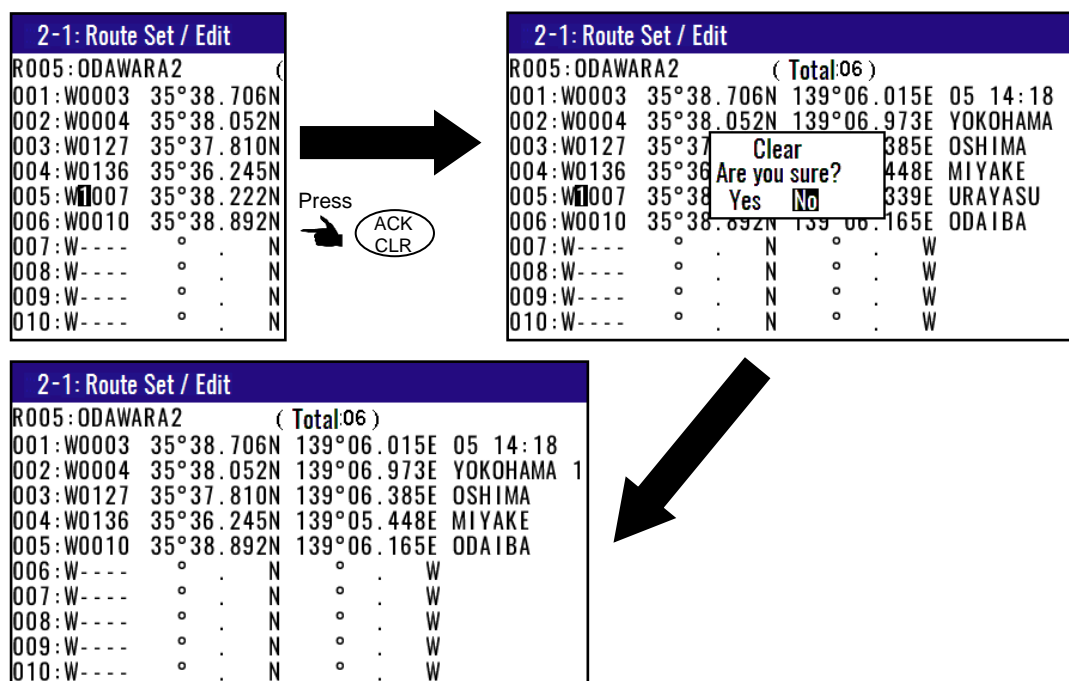 2-1: Route Set / Edit
R005:ODAWARA2 (
001:W0003 35°38.706N
002:W0004 35°38.052N
003:W0127 35°37.810N
004:W0136 35°36.245N
005:W1007 35°38.222N
006:W0010 35°38.892N
007:W---- ° . N
008:W---- ° . N
009:W---- ° . N
010:W---- ° . N
Press
ACK
CLR
2-1: Route Set / Edit
R005:ODAWARA2 ( Total:06 )
001:W0003 35°38.706N 139°06.015E 05 14:18
002:W0004 35°38.052N 139°06.973E YOKOHAMA
003:W0127 35°37 385E OSHIMA
004:W0136 35°36 448E MIYAKE
005:W1007 35°38 339E URAYASU
006:W0010 35°38.892N 139°06.165E ODAIBA
007:W---- ° . N ° . W
008:W---- ° . N ° . W
009:W---- ° . N ° . W
010:W---- ° . N ° . W
Clear
Are you sure?
Yes No
2-1: Route Set / Edit
R005:ODAWARA2 ( Total:06 )
001:W0003 35°38.706N 139°06.015E 05 14:18
002:W0004 35°38.052N 139°06.973E YOKOHAMA 1
003:W0127 35°37.810N 139°06.385E OSHIMA
004:W0136 35°36.245N 139°05.448E MIYAKE
005:W0010 35°38.892N 139°06.165E ODAIBA
006:W---- ° . N ° . W
007:W---- ° . N ° . W
008:W---- ° . N ° . W
009:W---- ° . N ° . W
010:W---- ° . N ° . W